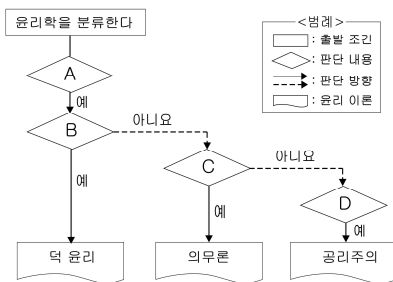 윤리학을 분류한다
<범례>
: 출발 조건
: 판단 내용
: 판단 방향
: 윤리 이론
A
예
B
아니요
예
C
아니요
예
D
예
덕 윤리
의무론
공리주의